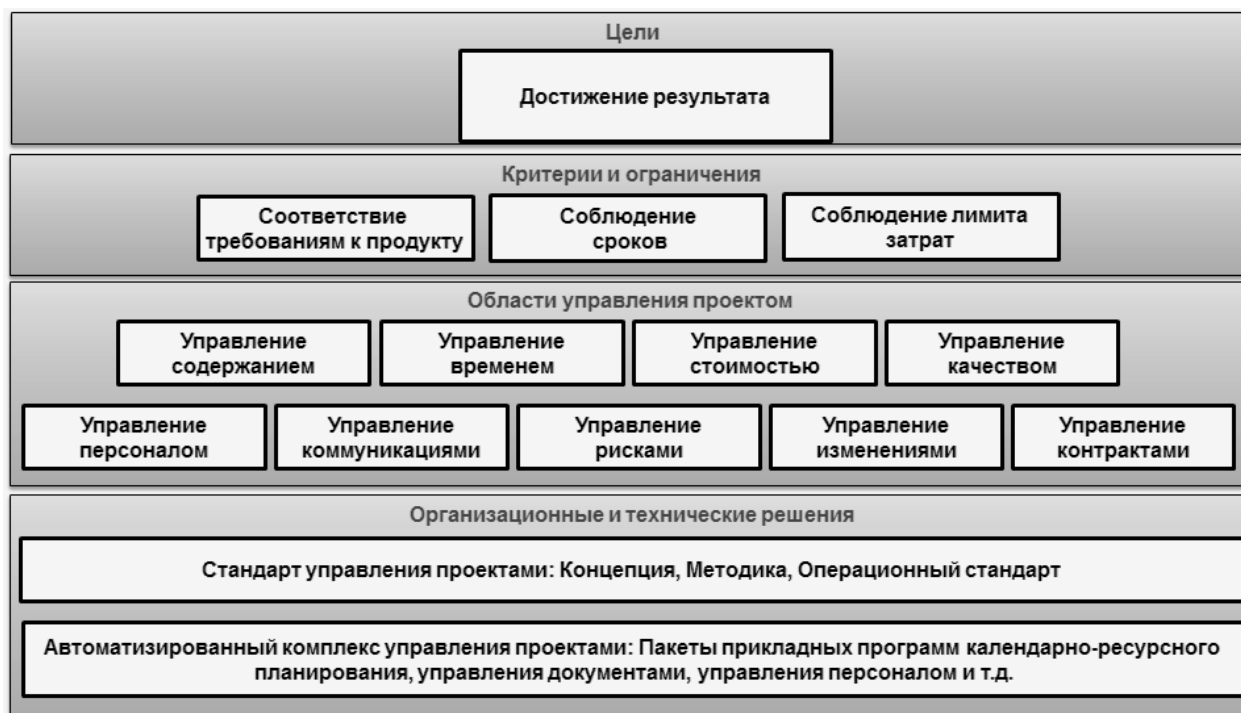 Цели
Достижение результата
Критерии и ограничения
Соответствие
требованиям к продукту
Соблюдение
сроков
Соблюдение лимита
затрат
Области управления проектом
Управление
содержанием
Управление
временем
Управление
стоимостью
Управление
качеством
Управление
персоналом
Управление
коммуникациями
Управление
рисками
Управление
изменениями
Управление
контрактами
Организационные и технические решения
Стандарт управления проектами: Концепция, Методика, Операционный стандарт
Автоматизированный комплекс управления проектами: Пакеты прикладных программ календарно-ресурсного
планирования, управления документами, управления персоналом и т.д.